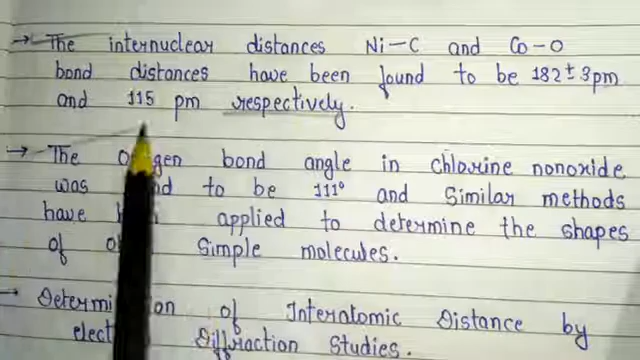 → The internuclear distances Ni-C and Co-O
bond distances have been found to be 182±3pm
and 115 pm respectively.
→ The bond angle in chlorine nonoxide
was to be 111° and similar methods
have applied to determine the shapes
of simple molecules.
→ of Interatomic Distance by
Diffraction Studies.